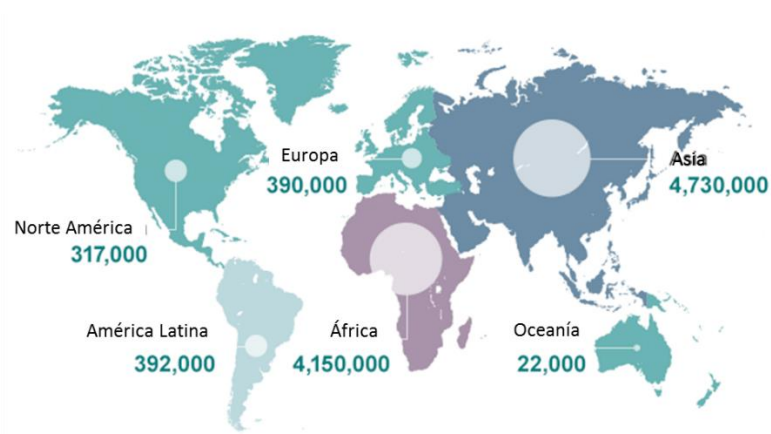 Europa
390,000
Asia
4,730,000
Norte América
317,000
América Latina
392,000
África
4,150,000
Oceanía
22,000